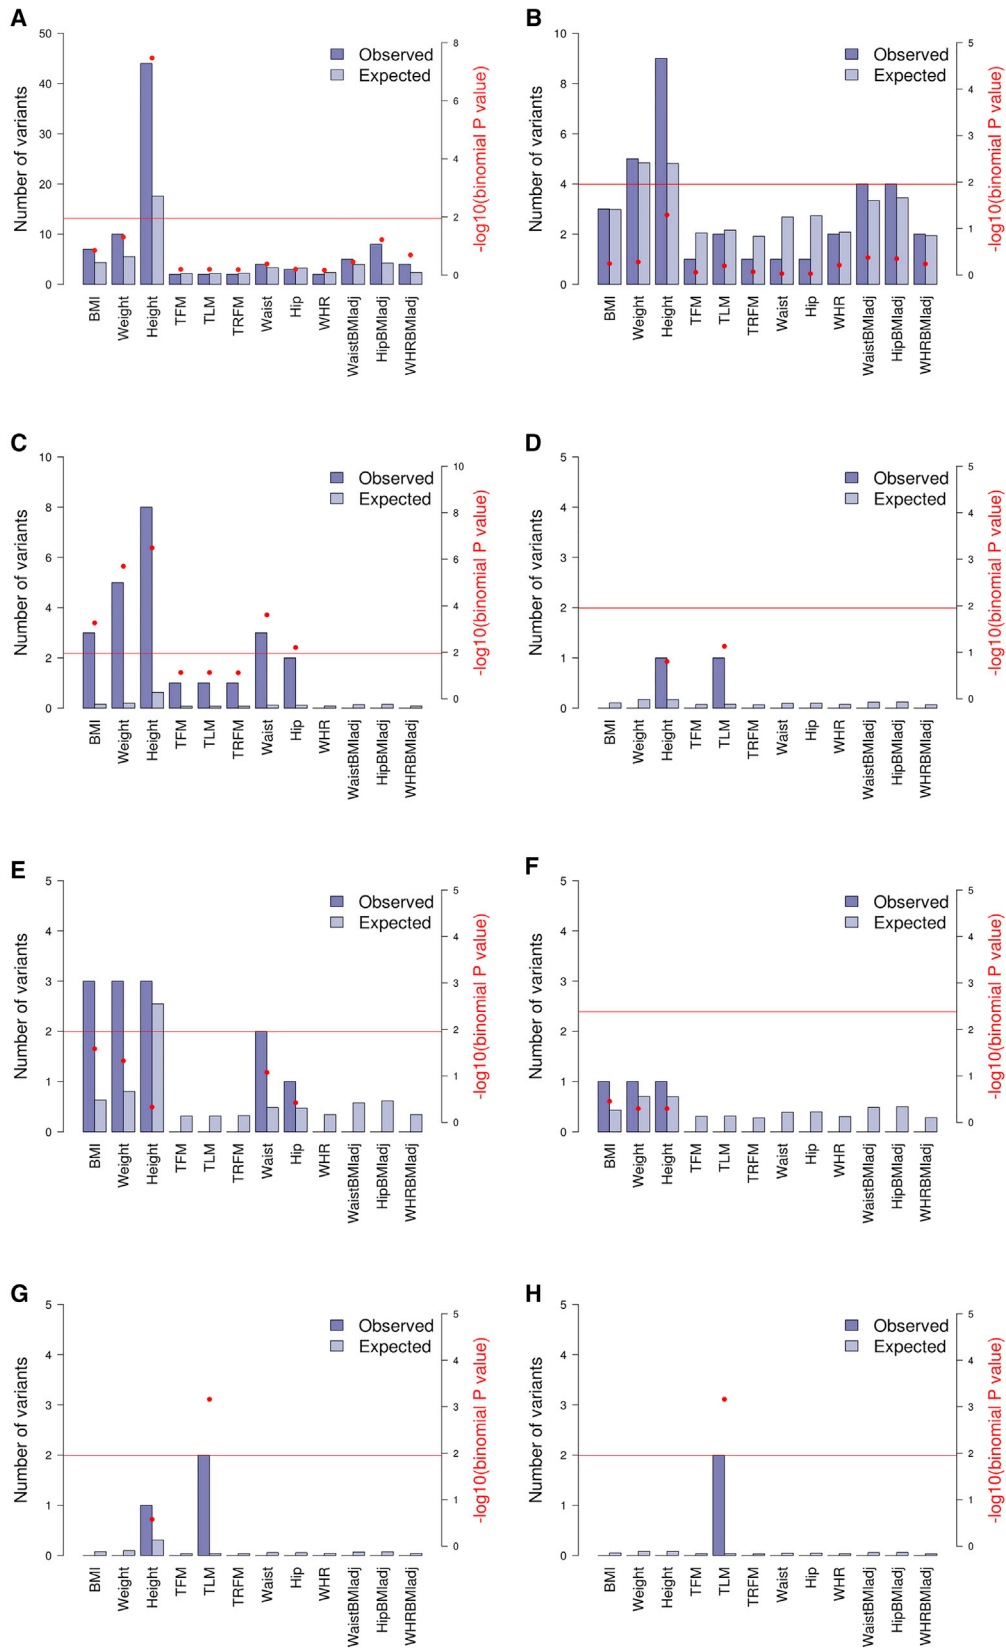 A
Number of variants
50
40
30
20
10
0
Observed
Expected
8
6
4
2
0
-log10(binomial P value)
BMI
Weight
Height
TFM
TLM
TRFM
Waist
Hip
WHR
WaistBMIadj
HipBMIadj
WHRBMIadj
B
Number of variants
10
8
6
4
2
0
Observed
Expected
5
4
3
2
1
0
-log10(binomial P value)
BMI
Weight
Height
TFM
TLM
TRFM
Waist
Hip
WHR
WaistBMIadj
HipBMIadj
WHRBMIadj
C
Number of variants
10
8
6
4
2
0
Observed
Expected
10
8
6
4
2
0
-log10(binomial P value)
BMI
Weight
Height
TFM
TLM
TRFM
Waist
Hip
WHR
WaistBMIadj
HipBMIadj
WHRBMIadj
D
Number of variants
5
4
3
2
1
0
Observed
Expected
5
4
3
2
1
0
-log10(binomial P value)
BMI
Weight
Height
TFM
TLM
TRFM
Waist
Hip
WHR
WaistBMIadj
HipBMIadj
WHRBMIadj
E
Number of variants
5
4
3
2
1
0
Observed
Expected
5
4
3
2
1
0
-log10(binomial P value)
BMI
Weight
Height
TFM
TLM
TRFM
Waist
Hip
WHR
WaistBMIadj
HipBMIadj
WHRBMIadj
F
Number of variants
5
4
3
2
1
0
Observed
Expected
5
4
3
2
1
0
-log10(binomial P value)
BMI
Weight
Height
TFM
TLM
TRFM
Waist
Hip
WHR
WaistBMIadj
HipBMIadj
WHRBMIadj
G
Number of variants
5
4
3
2
1
0
Observed
Expected
5
4
3
2
1
0
-log10(binomial P value)
BMI
Weight
Height
TFM
TLM
TRFM
Waist
Hip
WHR
WaistBMIadj
HipBMIadj
WHRBMIadj
H
Number of variants
5
4
3
2
1
0
Observed
Expected
5
4
3
2
1
0
-log10(binomial P value)
BMI
Weight
Height
TFM
TLM
TRFM
Waist
Hip
WHR
WaistBMIadj
HipBMIadj
WHRBMIadj